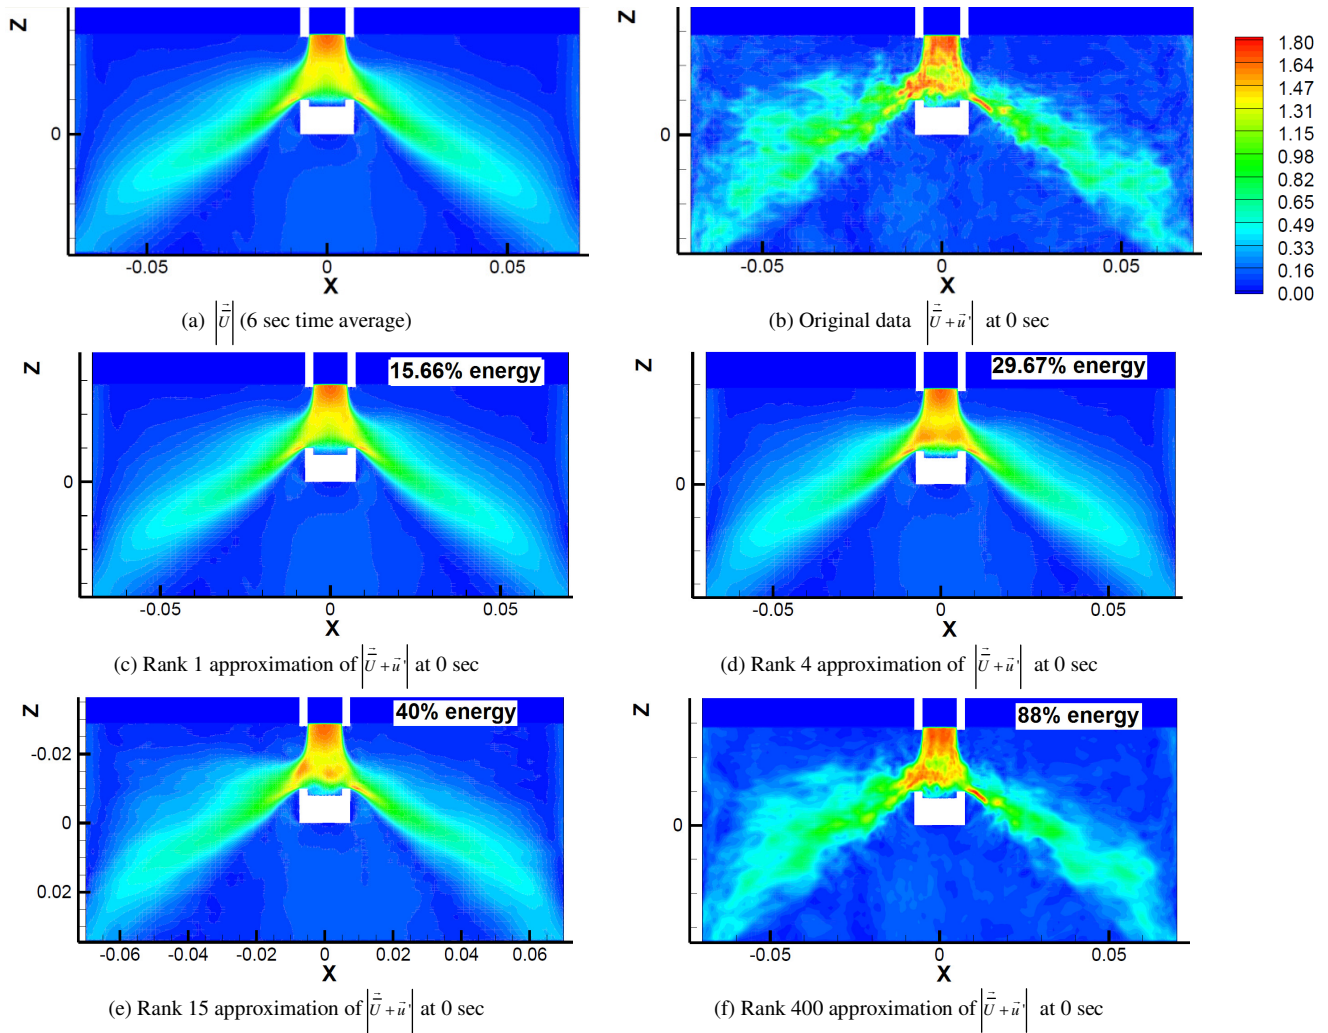 Z
0
-0.05 0 0.05
X
(a) |U̿⃗| (6 sec time average)
Z
0
-0.05 0 0.05
X
(b) Original data |U̿⃗ + u⃗'| at 0 sec
1.80
1.64
1.47
1.31
1.15
0.98
0.82
0.65
0.49
0.33
0.16
0.00
Z
15.66% energy
0
-0.05 0 0.05
X
(c) Rank 1 approximation of |U̿⃗ + u⃗'| at 0 sec
Z
29.67% energy
0
-0.05 0 0.05
X
(d) Rank 4 approximation of |U̿⃗ + u⃗'| at 0 sec
Z
40% energy
-0.02
0
0.02
-0.06 -0.04 -0.02 0 0.02 0.04 0.06
X
(e) Rank 15 approximation of |U̿⃗ + u⃗'| at 0 sec
Z
88% energy
0
-0.05 0 0.05
X
(f) Rank 400 approximation of |U̿⃗ + u⃗'| at 0 sec